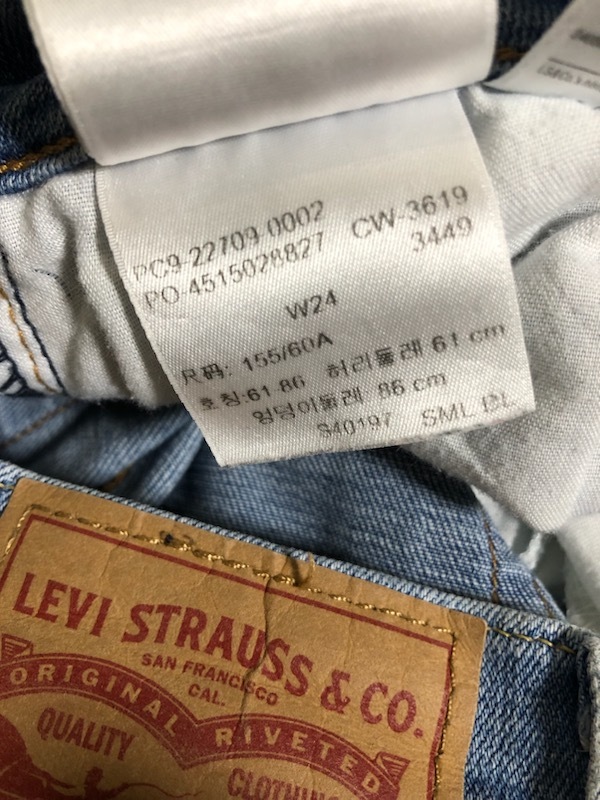 PC9-22709 0002 CW-3619
PO-4515028827 3449
W24
尺码: 155/60A
호칭:61-86 허리둘레 61 cm
엉덩이둘레 86 cm
S40197 SML BL
LEVI STRAUSS & CO.
SAN FRANCISCO
CAL.
ORIGINAL RIVETED
QUALITY CLOTHING